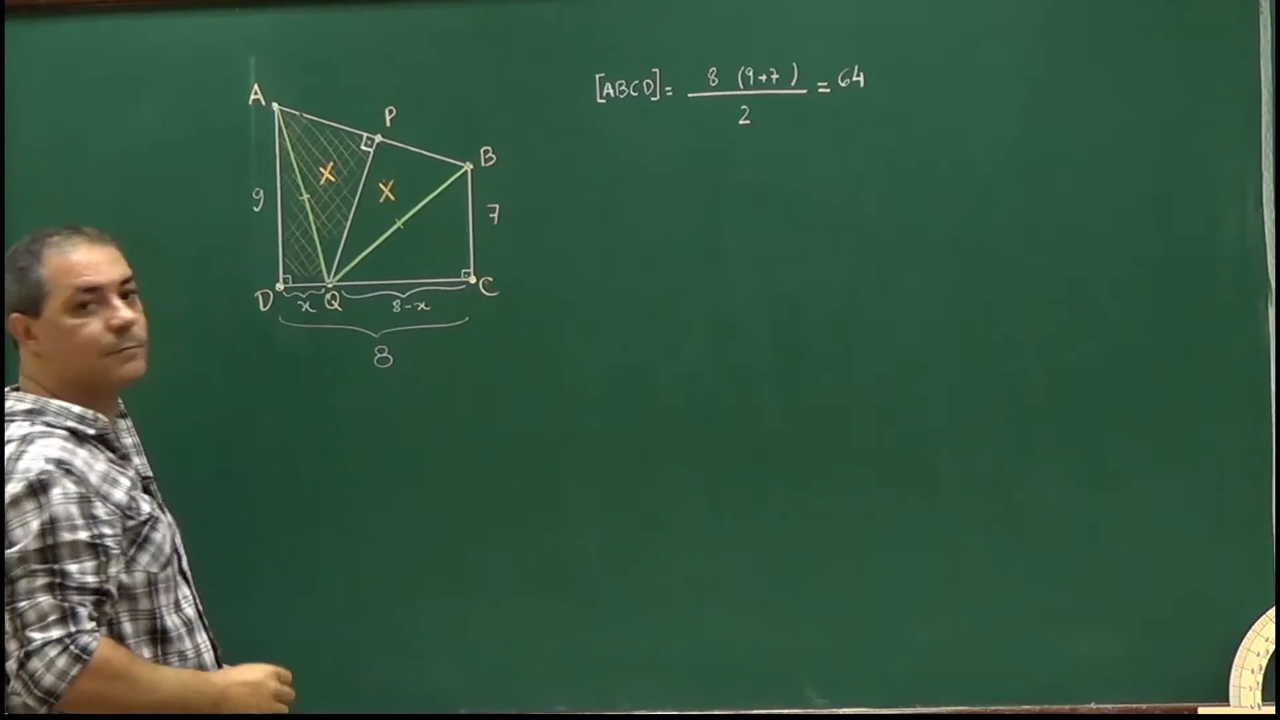 [ABCD] = 8 (9+7) / 2 = 64
A
P
B
X
X
9
7
D x Q 8-x C
8